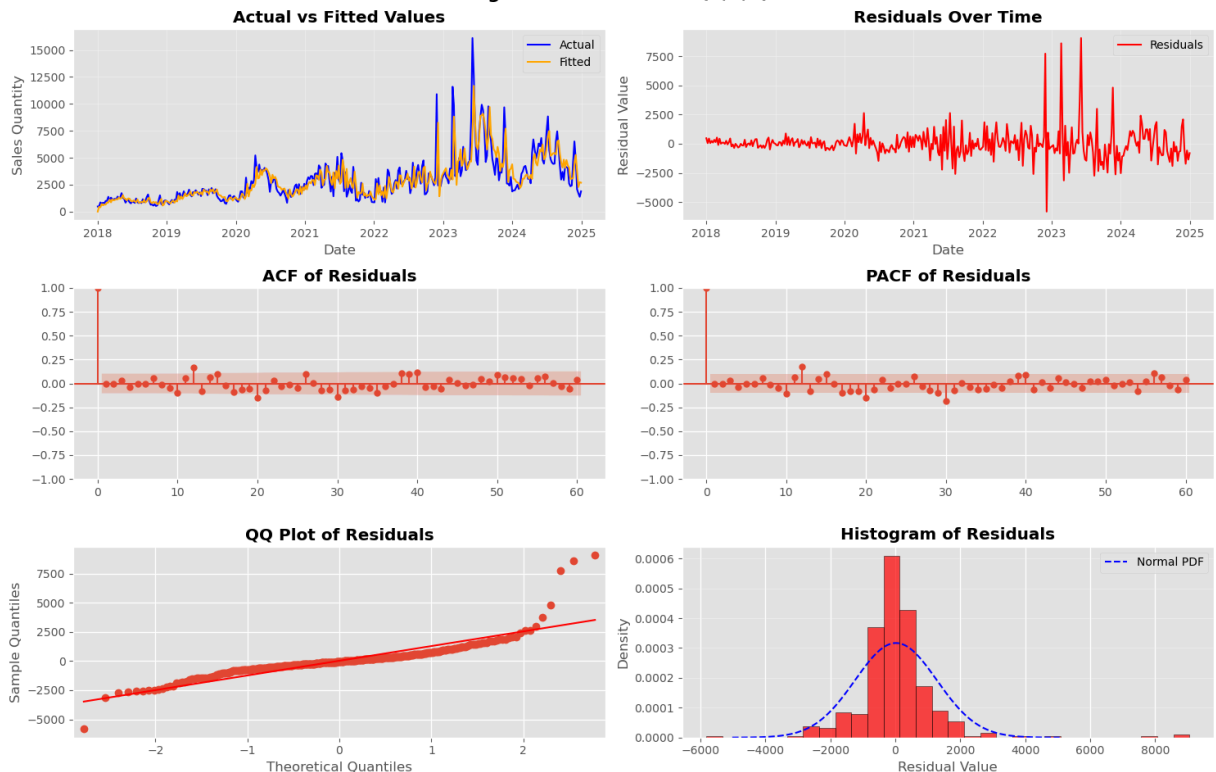 Actual vs Fitted Values
15000
12500
10000
7500
5000
2500
0
Sales Quantity
Actual
Fitted
2018 2019 2020 2021 2022 2023 2024 2025
Date
Residuals Over Time
7500
5000
2500
0
−2500
−5000
Residual Value
Residuals
2018 2019 2020 2021 2022 2023 2024 2025
Date
ACF of Residuals
1.00
0.75
0.50
0.25
0.00
−0.25
−0.50
−0.75
−1.00
0 10 20 30 40 50 60
PACF of Residuals
1.00
0.75
0.50
0.25
0.00
−0.25
−0.50
−0.75
−1.00
0 10 20 30 40 50 60
QQ Plot of Residuals
7500
5000
2500
0
−2500
−5000
Sample Quantiles
−2 −1 0 1 2
Theoretical Quantiles
Histogram of Residuals
0.0006
0.0005
0.0004
0.0003
0.0002
0.0001
0.0000
Density
Normal PDF
−6000 −4000 −2000 0 2000 4000 6000 8000
Residual Value